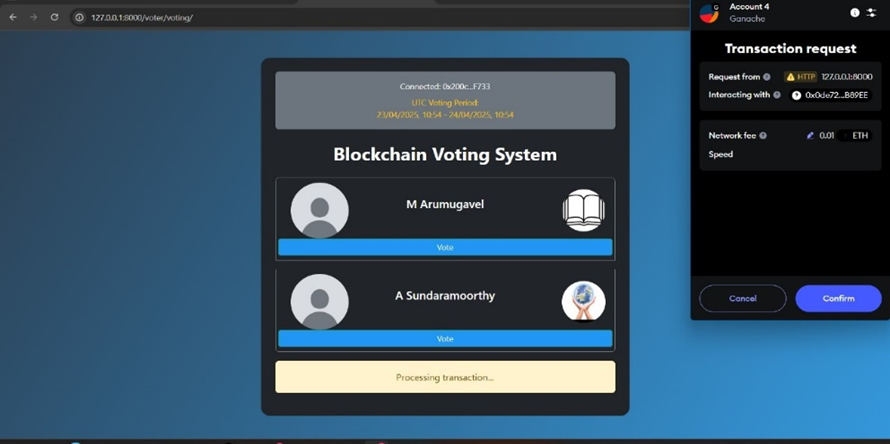 127.0.0.1:8000/voter/voting/
Connected: 0x200c...F733
UTC Voting Period:
23/04/2025, 10:54 - 24/04/2025, 10:54
Blockchain Voting System
M Arumugavel
Vote
A Sundaramoorthy
Vote
Processing transaction...
Account 4
Ganache
Transaction request
Request from HTTP 127.0.0.1:8000
Interacting with 0x0de72...B89EE
Network fee 0.01 ETH
Speed
Cancel Confirm